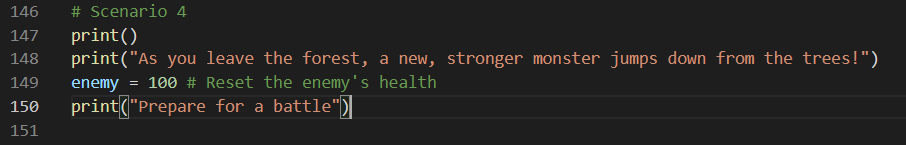 146 # Scenario 4
147 print()
148 print("As you leave the forest, a new, stronger monster jumps down from the trees!")
149 enemy = 100 # Reset the enemy's health
150 print("Prepare for a battle")
151